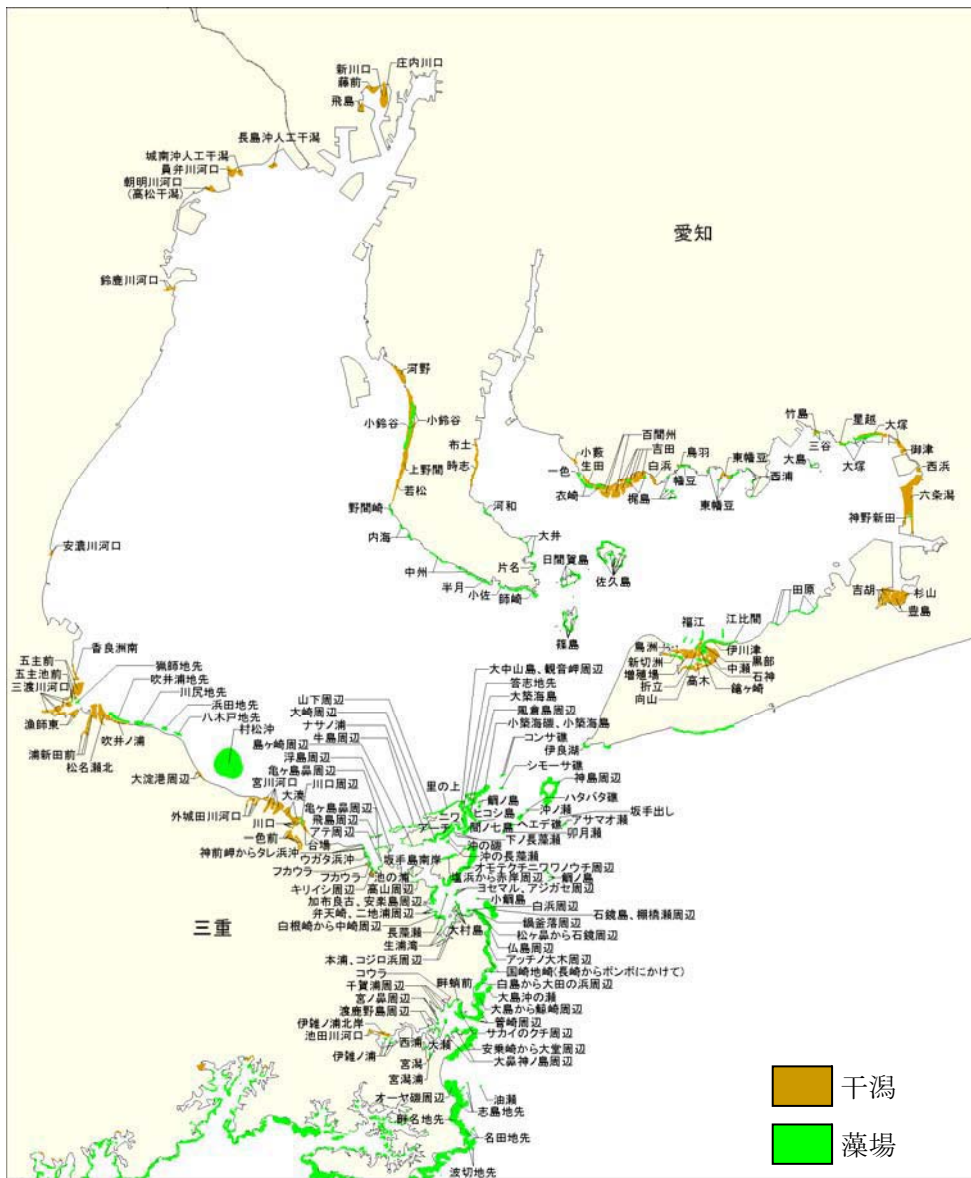 新川口
庄内川口
藤前
飛島
長島沖人工干潟
城南沖人工干潟
員弁川河口
朝明川河口
(高松干潟)
愛知
鈴鹿川河口
河野
小鈴谷
小鈴谷
上野間
若松
野間崎
内海
中州
半月
小佐
師崎
布土
時志
河和
大井
片名
日間賀島
佐久島
篠島
小藪
一色
生田
衣崎
百間州
吉田
白浜
梶島
鳥羽
幡豆
東幡豆
東幡豆
西浦
竹島
三谷
大島
星越
大塚
大塚
御津
西浜
六条潟
神野新田
吉胡
杉山
豊島
田原
江比間
福江
伊川津
黒部
中瀬
石神
鎗ヶ崎
高木
向山
折立
増殖場
新切洲
鳥洲
伊良湖
安濃川河口
香良洲南
五主前
五主池前
三渡川河口
漁師東
猟師地先
吹井浦地先
川尻地先
浜田地先
八木戸地先
村松沖
浦新田前
松名瀬北
吹井ノ浦
大淀港周辺
外城田川河口
宮川河口
大湊
川口
一色前
川口周辺
台場
神前岬からタレ浜沖
ウガタ浜沖
フカウラ
フカウラ
池の浦
キリイシ周辺
高山周辺
山下周辺
大崎周辺
ナサノ浦
牛島周辺
島ヶ崎周辺
浮島周辺
亀ヶ島鼻周辺
亀ヶ島鼻周辺
飛島周辺
アテ周辺
坂手島南岸
里の上
ニワ
アーチ
大中山島、観音岬周辺
答志地先
大築海島
風倉島周辺
小築海磯、小築海島
コンサ磯
シモーサ磯
神島周辺
鯛ノ島
ヒコシ島
間ノ七島
ハタバタ磯
沖ノ瀬
ヘエデ磯
アサマオ瀬
坂手出し
卯月瀬
下ノ長藻瀬
沖の磯
沖の長藻瀬
オモテクチニワワノウチ周辺
塩浜から赤岸周辺
鯛ノ島
ヨセマル、アジガセ周辺
小鯛島
白浜周辺
石鏡島、棚橋瀬周辺
鍋釜落周辺
松ヶ鼻から石鏡周辺
仏島周辺
アッチノ大木周辺
国崎地崎(長崎からボンボにかけて)
白島から大田の浜周辺
大島沖の瀬
大島から鯨崎周辺
菅崎周辺
サカイのクチ周辺
安乗崎から大堂周辺
大鼻神ノ島周辺
加布良古、安楽島周辺
弁天崎、二地浦周辺
白根崎から中崎周辺
長藻瀬
生浦湾
大村島
本浦、コジロ浜周辺
三重
コウラ
千賀浦周辺
宮ノ鼻周辺
渡鹿野島周辺
畔蛸前
伊雑ノ浦北岸
池田川河口
伊雑ノ浦
西浦
大瀬
宮潟
宮潟浦
オーヤ磯周辺
畔名地先
油瀬
志島地先
名田地先
波切地先
干潟
藻場